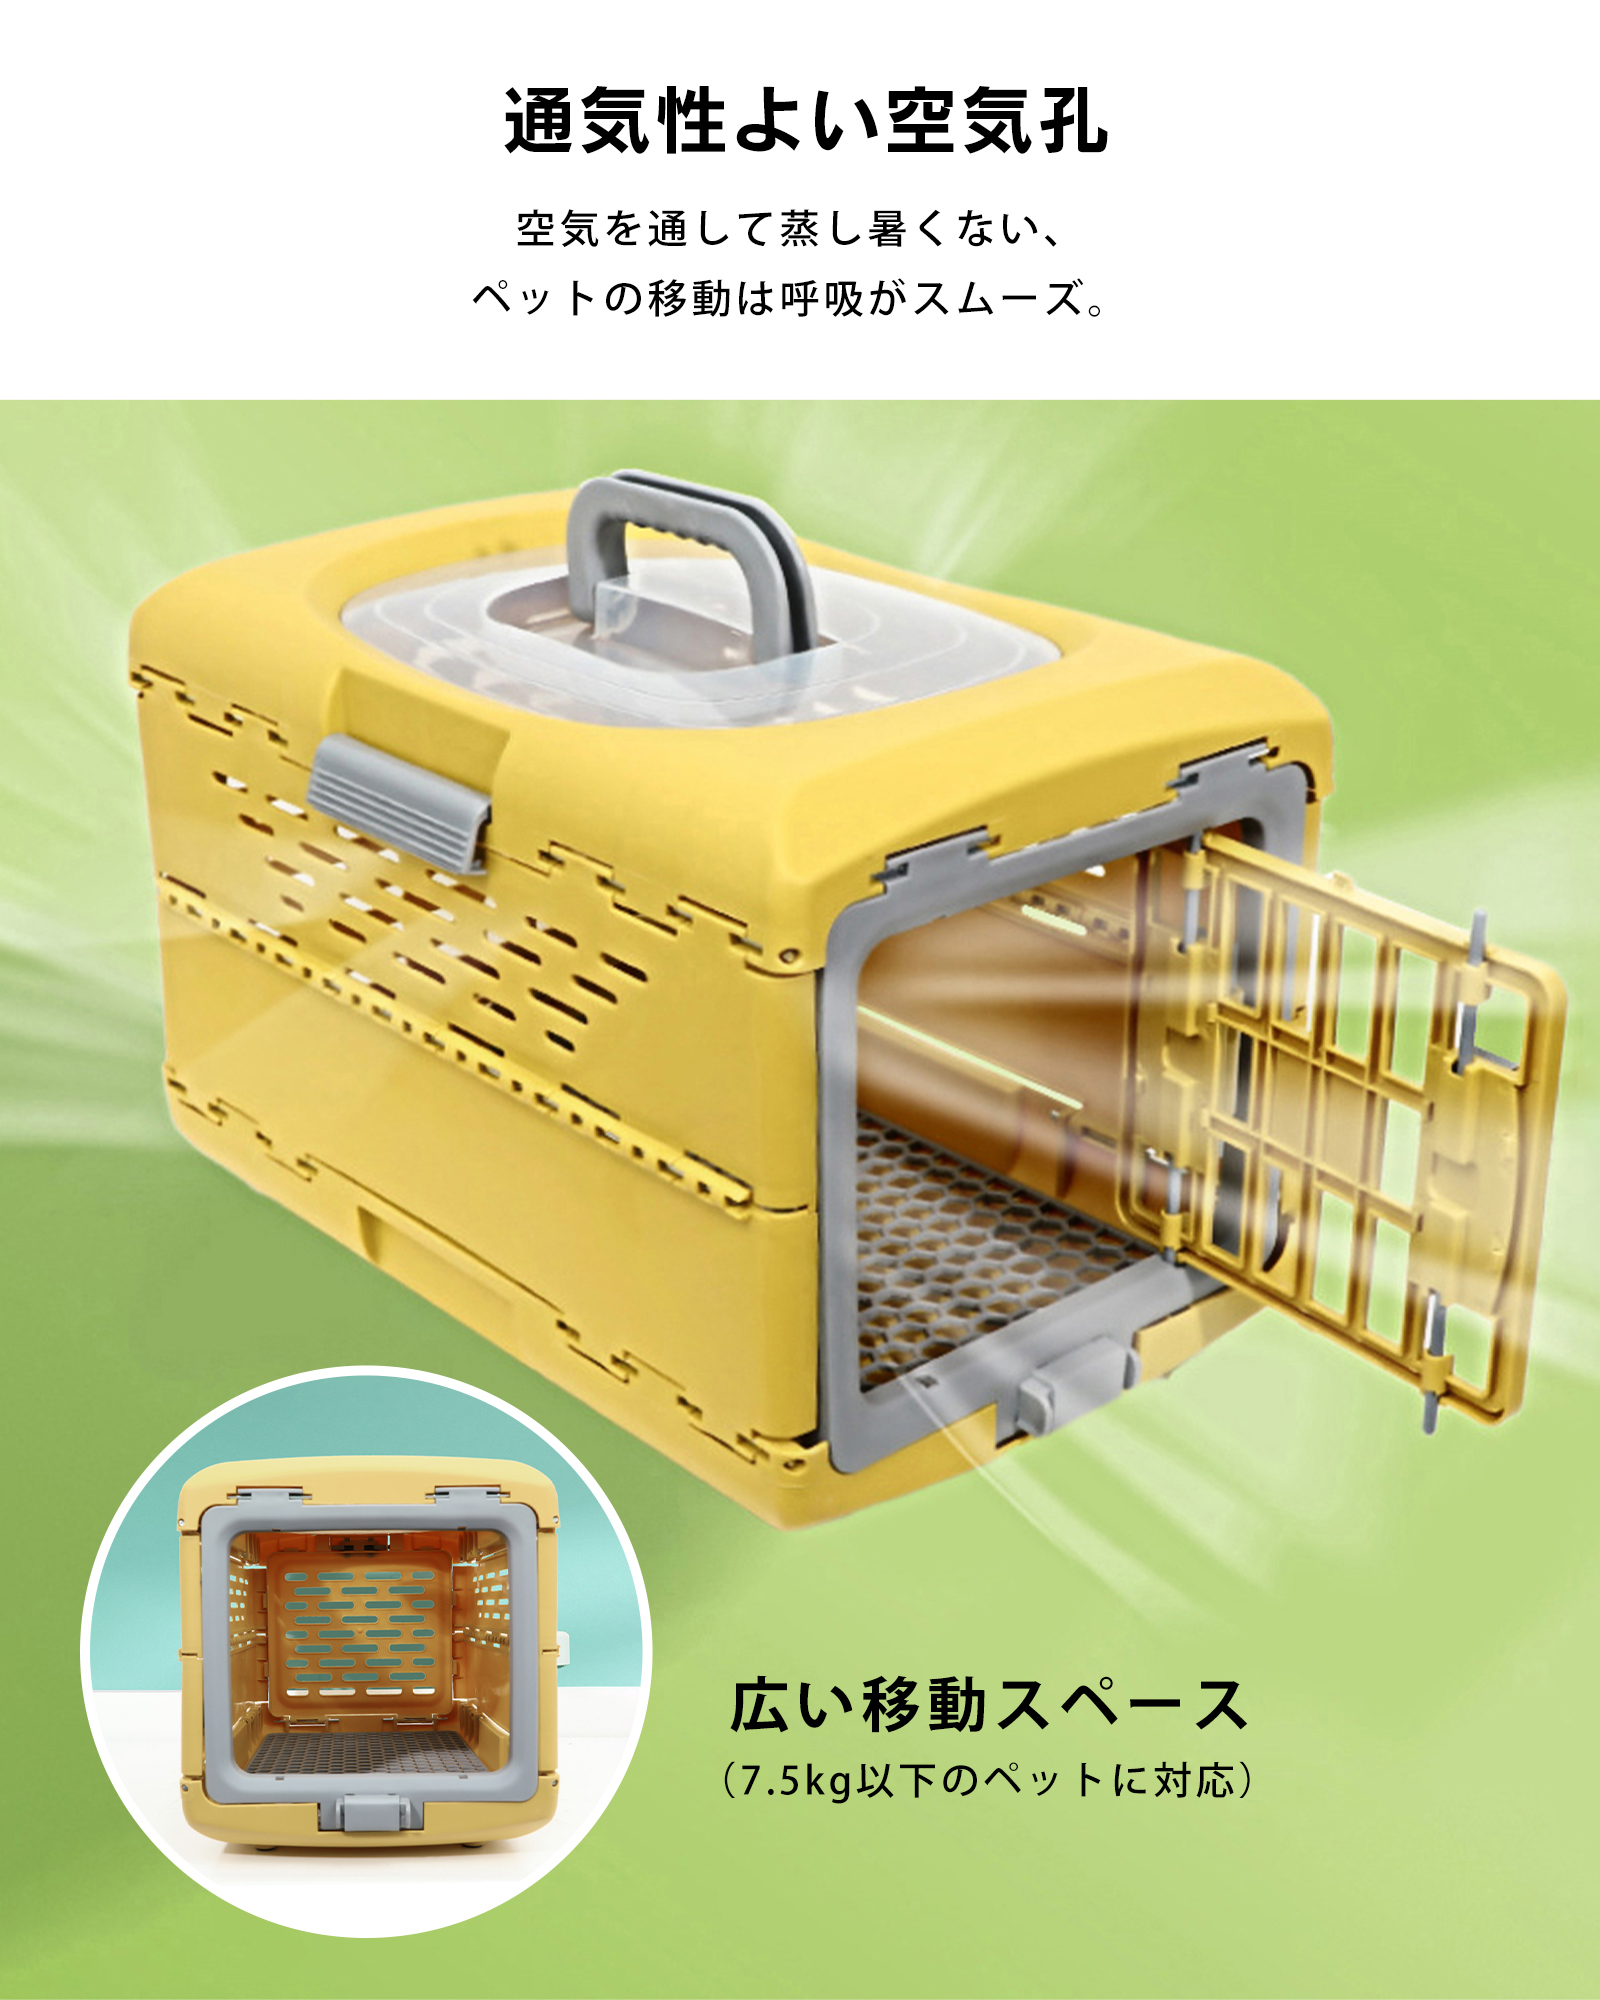 通気性よい空気孔
空気を通して蒸し暑くない、
ペットの移動は呼吸がスムーズ。
広い移動スペース
（7.5kg以下のペットに対応）